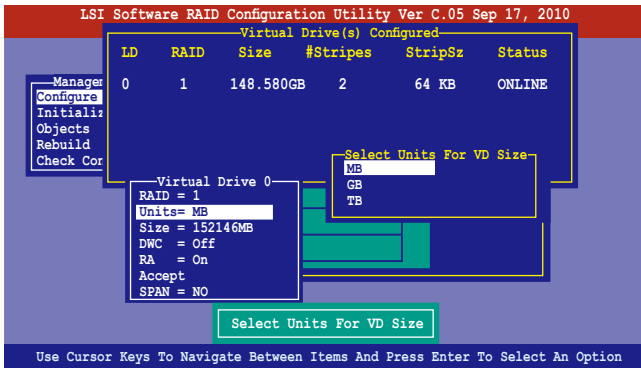 LSI Software RAID Configuration Utility Ver C.05 Sep 17, 2010
Virtual Drive(s) Configured
LD RAID Size #Stripes StripSz Status
0 1 148.580GB 2 64 KB ONLINE
Configure
Objects
Rebuild
Check
Select Units For VD Size
MB
GB
TB
Virtual Drive 0
RAID = 1
Units= MB
Size = 152146MB
DWC = Off
RA = On
Accept
SPAN = NO
Select Units For VD Size
Use Cursor Keys To Navigate Between Items And Press Enter To Select An Option